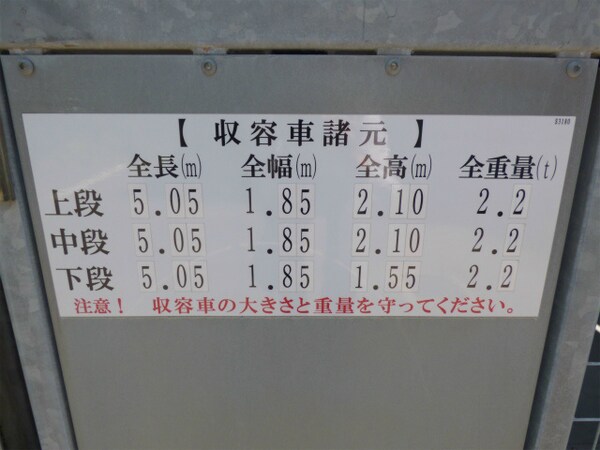 【 収容車諸元 】 83160
全長(m) 全幅(m) 全高(m) 全重量(t)
上段 5.05 1.85 2.10 2.2
中段 5.05 1.85 2.10 2.2
下段 5.05 1.85 1.55 2.2
注意! 収容車の大きさと重量を守ってください。